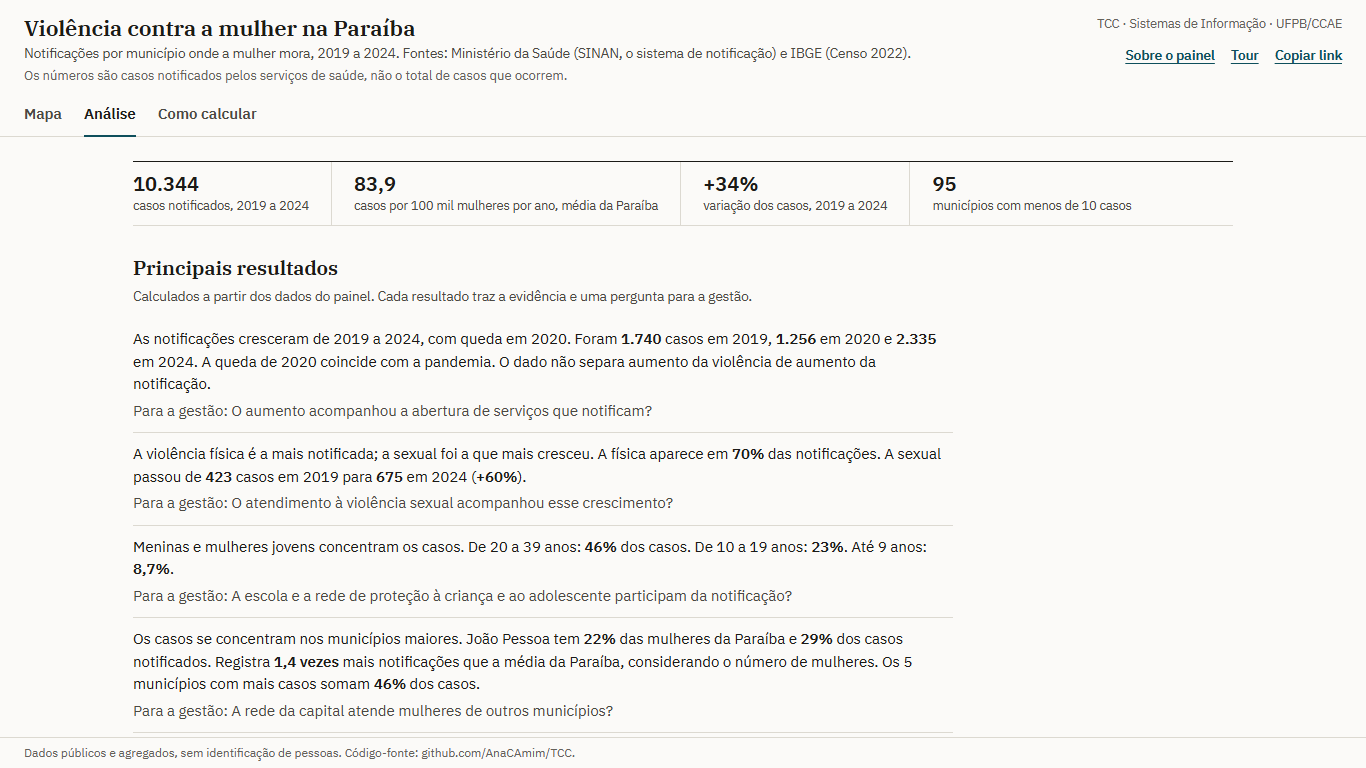 Violência contra a mulher na Paraíba
TCC · Sistemas de Informação · UFPB/CCAE
Notificações por município onde a mulher mora, 2019 a 2024. Fontes: Ministério da Saúde (SINAN, o sistema de notificação) e IBGE (Censo 2022).
Sobre o painel Tour Copiar link
Os números são casos notificados pelos serviços de saúde, não o total de casos que ocorrem.
Mapa Análise Como calcular
10.344
casos notificados, 2019 a 2024
83,9
casos por 100 mil mulheres por ano, média da Paraíba
+34%
variação dos casos, 2019 a 2024
95
municípios com menos de 10 casos
Principais resultados
Calculados a partir dos dados do painel. Cada resultado traz a evidência e uma pergunta para a gestão.
As notificações cresceram de 2019 a 2024, com queda em 2020. Foram 1.740 casos em 2019, 1.256 em 2020 e 2.335
em 2024. A queda de 2020 coincide com a pandemia. O dado não separa aumento da violência de aumento da
notificação.
Para a gestão: O aumento acompanhou a abertura de serviços que notificam?
A violência física é a mais notificada; a sexual foi a que mais cresceu. A física aparece em 70% das notificações. A sexual
passou de 423 casos em 2019 para 675 em 2024 (+60%).
Para a gestão: O atendimento à violência sexual acompanhou esse crescimento?
Meninas e mulheres jovens concentram os casos. De 20 a 39 anos: 46% dos casos. De 10 a 19 anos: 23%. Até 9 anos:
8,7%.
Para a gestão: A escola e a rede de proteção à criança e ao adolescente participam da notificação?
Os casos se concentram nos municípios maiores. João Pessoa tem 22% das mulheres da Paraíba e 29% dos casos
notificados. Registra 1,4 vezes mais notificações que a média da Paraíba, considerando o número de mulheres. Os 5
municípios com mais casos somam 46% dos casos.
Para a gestão: A rede da capital atende mulheres de outros municípios?
Dados públicos e agregados, sem identificação de pessoas. Código-fonte: github.com/AnaCAmim/TCC.